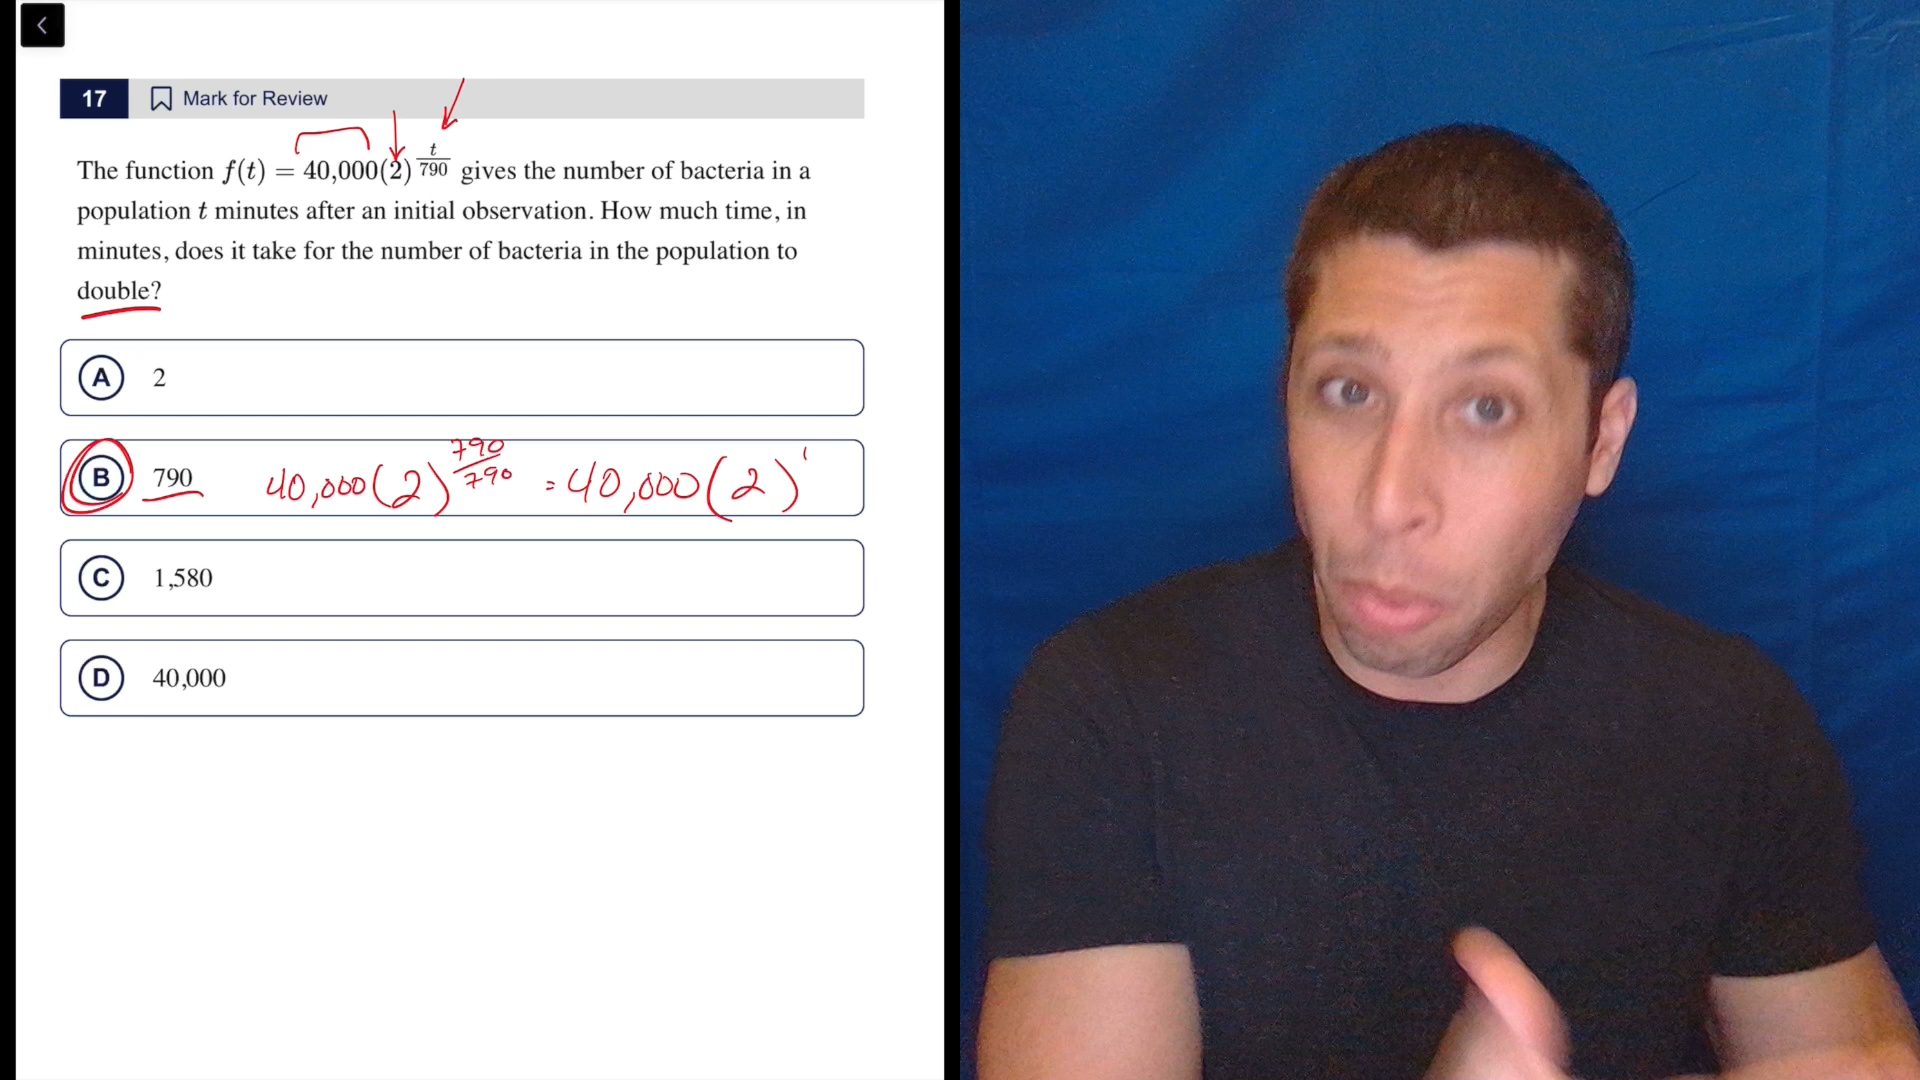 17 Mark for Review
The function f(t) = 40,000(2)^(t/790) gives the number of bacteria in a
population t minutes after an initial observation. How much time, in
minutes, does it take for the number of bacteria in the population to
double?
A 2
B 790 40,000(2)^(790/790) = 40,000(2)^1
C 1,580
D 40,000